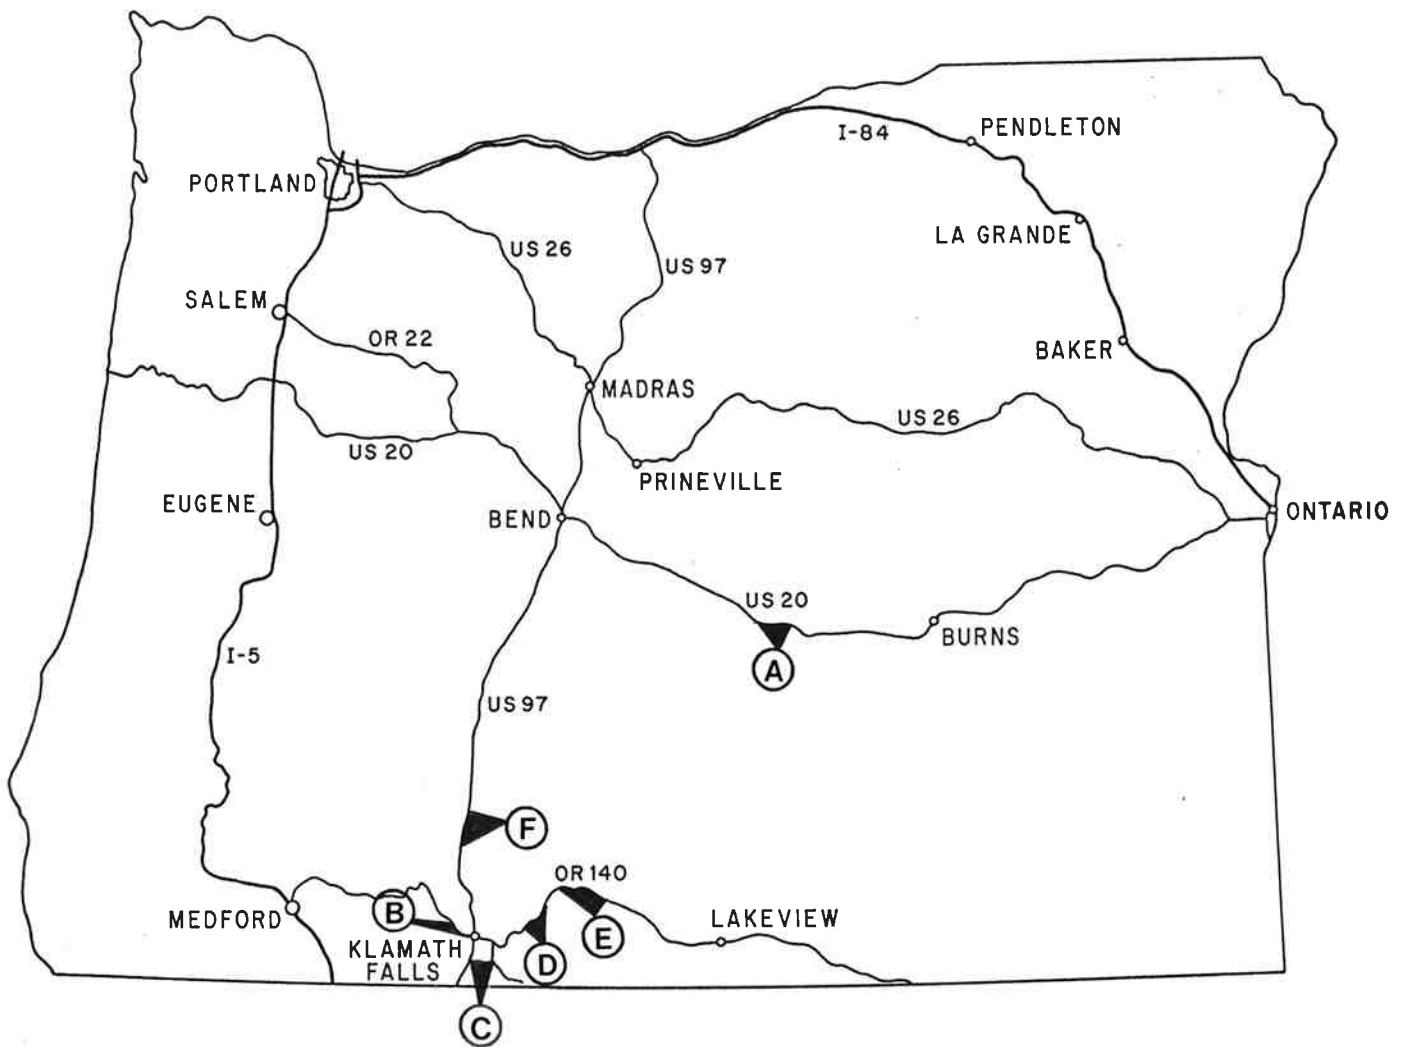 I-84
PENDLETON
PORTLAND
LA GRANDE
US 26
US 97
SALEM
OR 22
BAKER
MADRAS
US 26
US 20
PRINEVILLE
EUGENE
BEND
ONTARIO
US 20
BURNS
I-5
A
US 97
F
OR 140
B
MEDFORD
LAKEVIEW
E
KLAMATH
FALLS
D
C